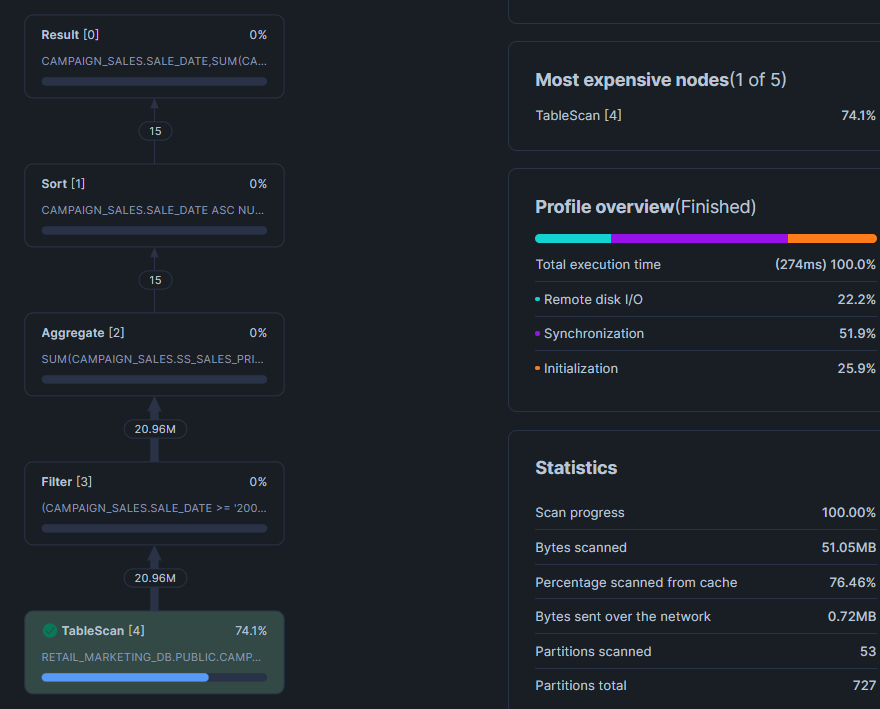 Result [0] 0%
CAMPAIGN_SALES.SALE_DATE,SUM(CA...
15
Sort [1] 0%
CAMPAIGN_SALES.SALE_DATE ASC NU...
15
Aggregate [2] 0%
SUM(CAMPAIGN_SALES.SS_SALES_PRI...
20.96M
Filter [3] 0%
(CAMPAIGN_SALES.SALE_DATE >= '200...
20.96M
TableScan [4] 74.1%
RETAIL_MARKETING_DB.PUBLIC.CAMP...
Most expensive nodes(1 of 5)
TableScan [4] 74.1%
Profile overview(Finished)
Total execution time (274ms) 100.0%
Remote disk I/O 22.2%
Synchronization 51.9%
Initialization 25.9%
Statistics
Scan progress 100.00%
Bytes scanned 51.05MB
Percentage scanned from cache 76.46%
Bytes sent over the network 0.72MB
Partitions scanned 53
Partitions total 727